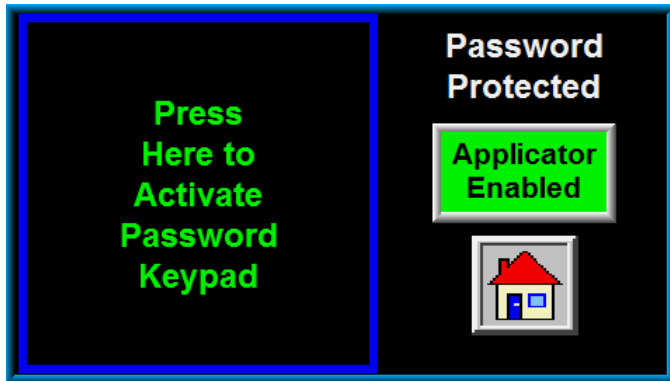 Press
Here to
Activate
Password
Keypad
Password
Protected
Applicator
Enabled